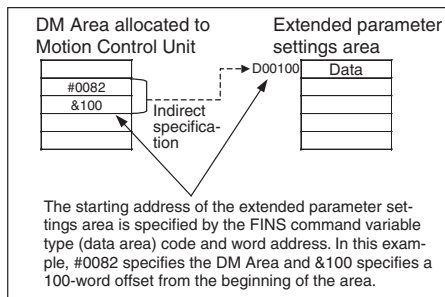 DM Area allocated to
Motion Control Unit
Extended parameter
settings area
#0082
&100
Indirect
specifica-
tion
D00100
Data
The starting address of the extended parameter set-
tings area is specified by the FINS command variable
type (data area) code and word address. In this exam-
ple, #0082 specifies the DM Area and &100 specifies a
100-word offset from the beginning of the area.